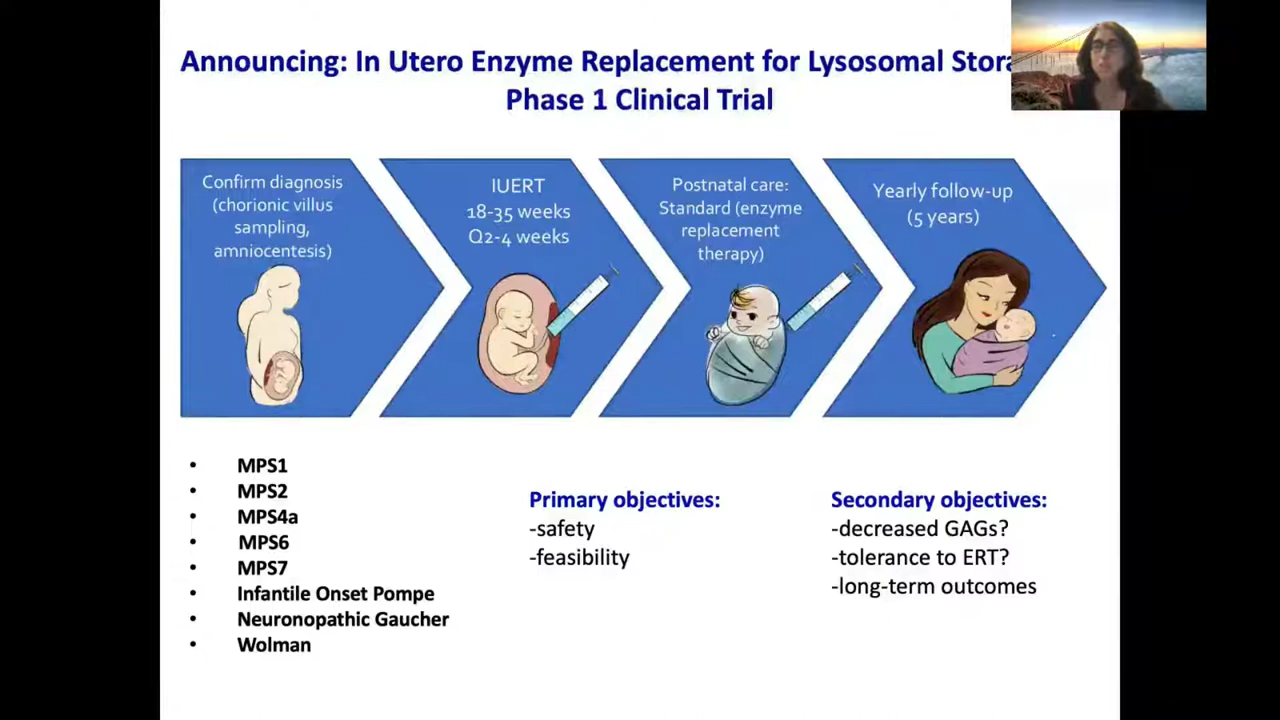 Announcing: In Utero Enzyme Replacement for Lysosomal
Phase 1 Clinical Trial
Confirm diagnosis
(chorionic villus
sampling,
amniocentesis)
IUERT
18-35 weeks
Q2-4 weeks
Postnatal care:
Standard (enzyme
replacement
therapy)
Yearly follow-up
(5 years)
• MPS1
• MPS2
• MPS4a
• MPS6
• MPS7
• Infantile Onset Pompe
• Neuronopathic Gaucher
• Wolman
Primary objectives:
-safety
-feasibility
Secondary objectives:
-decreased GAGs?
-tolerance to ERT?
-long-term outcomes